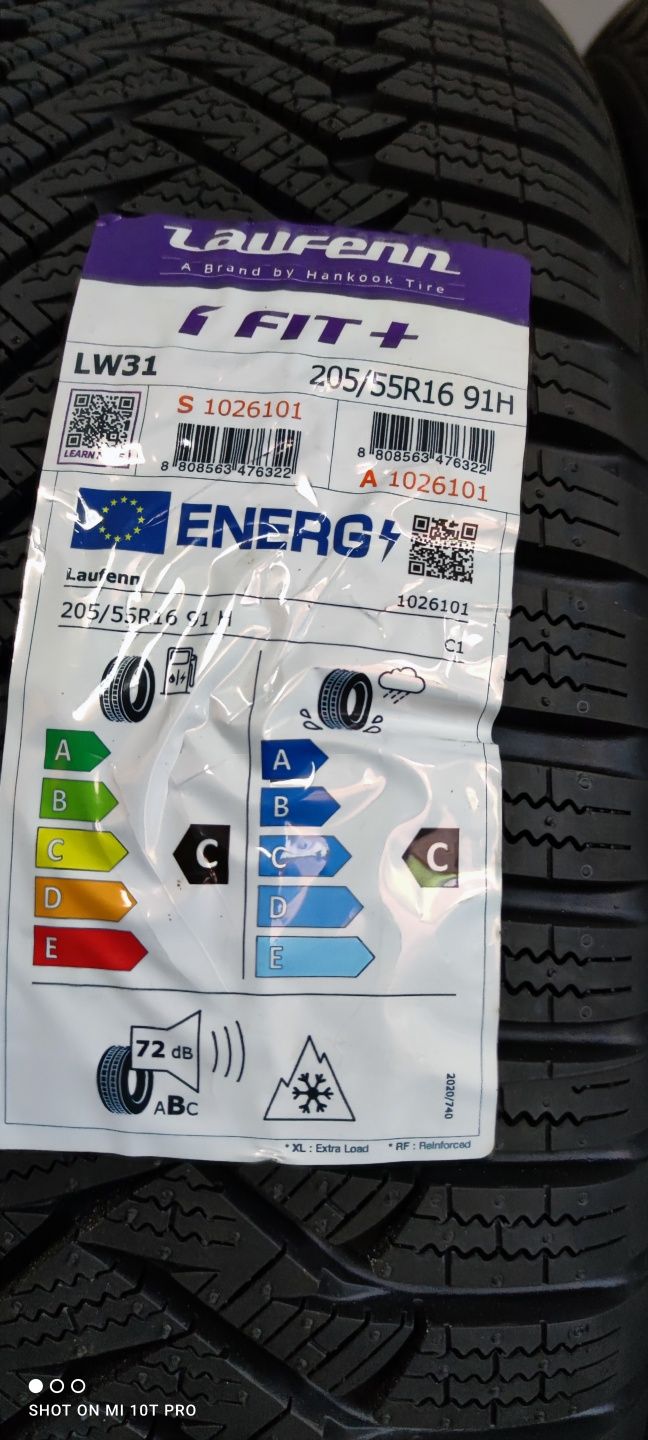 Laufenn
A Brand by Hankook Tire
i FIT+
LW31
205/55R16 91H
LEARN
S 1026101
8 808563 476322
8 808563 476322
A 1026101
ENERG
Laufenn
1026101
205/55R16 91 H
C1
A
B
C
D
E
C
A
B
C
D
E
C
72 dB
ABC
2020/740
* XL : Extra Load * RF : Reinforced
SHOT ON MI 10T PRO